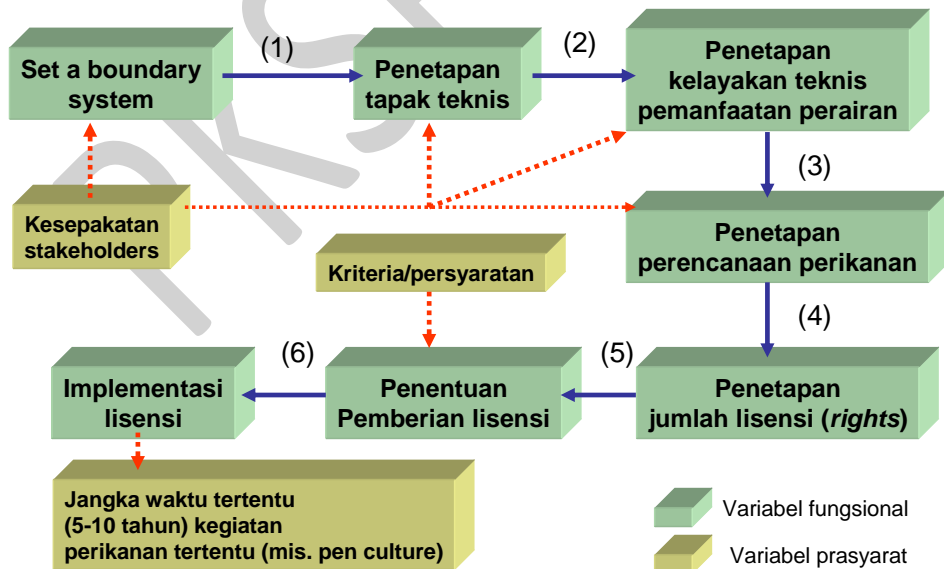 Set a boundary
system
(1)
Penetapan
tapak teknis
(2)
Penetapan
kelayakan teknis
pemanfaatan perairan
(3)
Kesepakatan
stakeholders
Kriteria/persyaratan
Penetapan
perencanaan perikanan
(4)
Implementasi
lisensi
(6)
Penentuan
Pemberian lisensi
(5)
Penetapan
jumlah lisensi (rights)
Jangka waktu tertentu
(5-10 tahun) kegiatan
perikanan tertentu (mis. pen culture)
Variabel fungsional
Variabel prasyarat